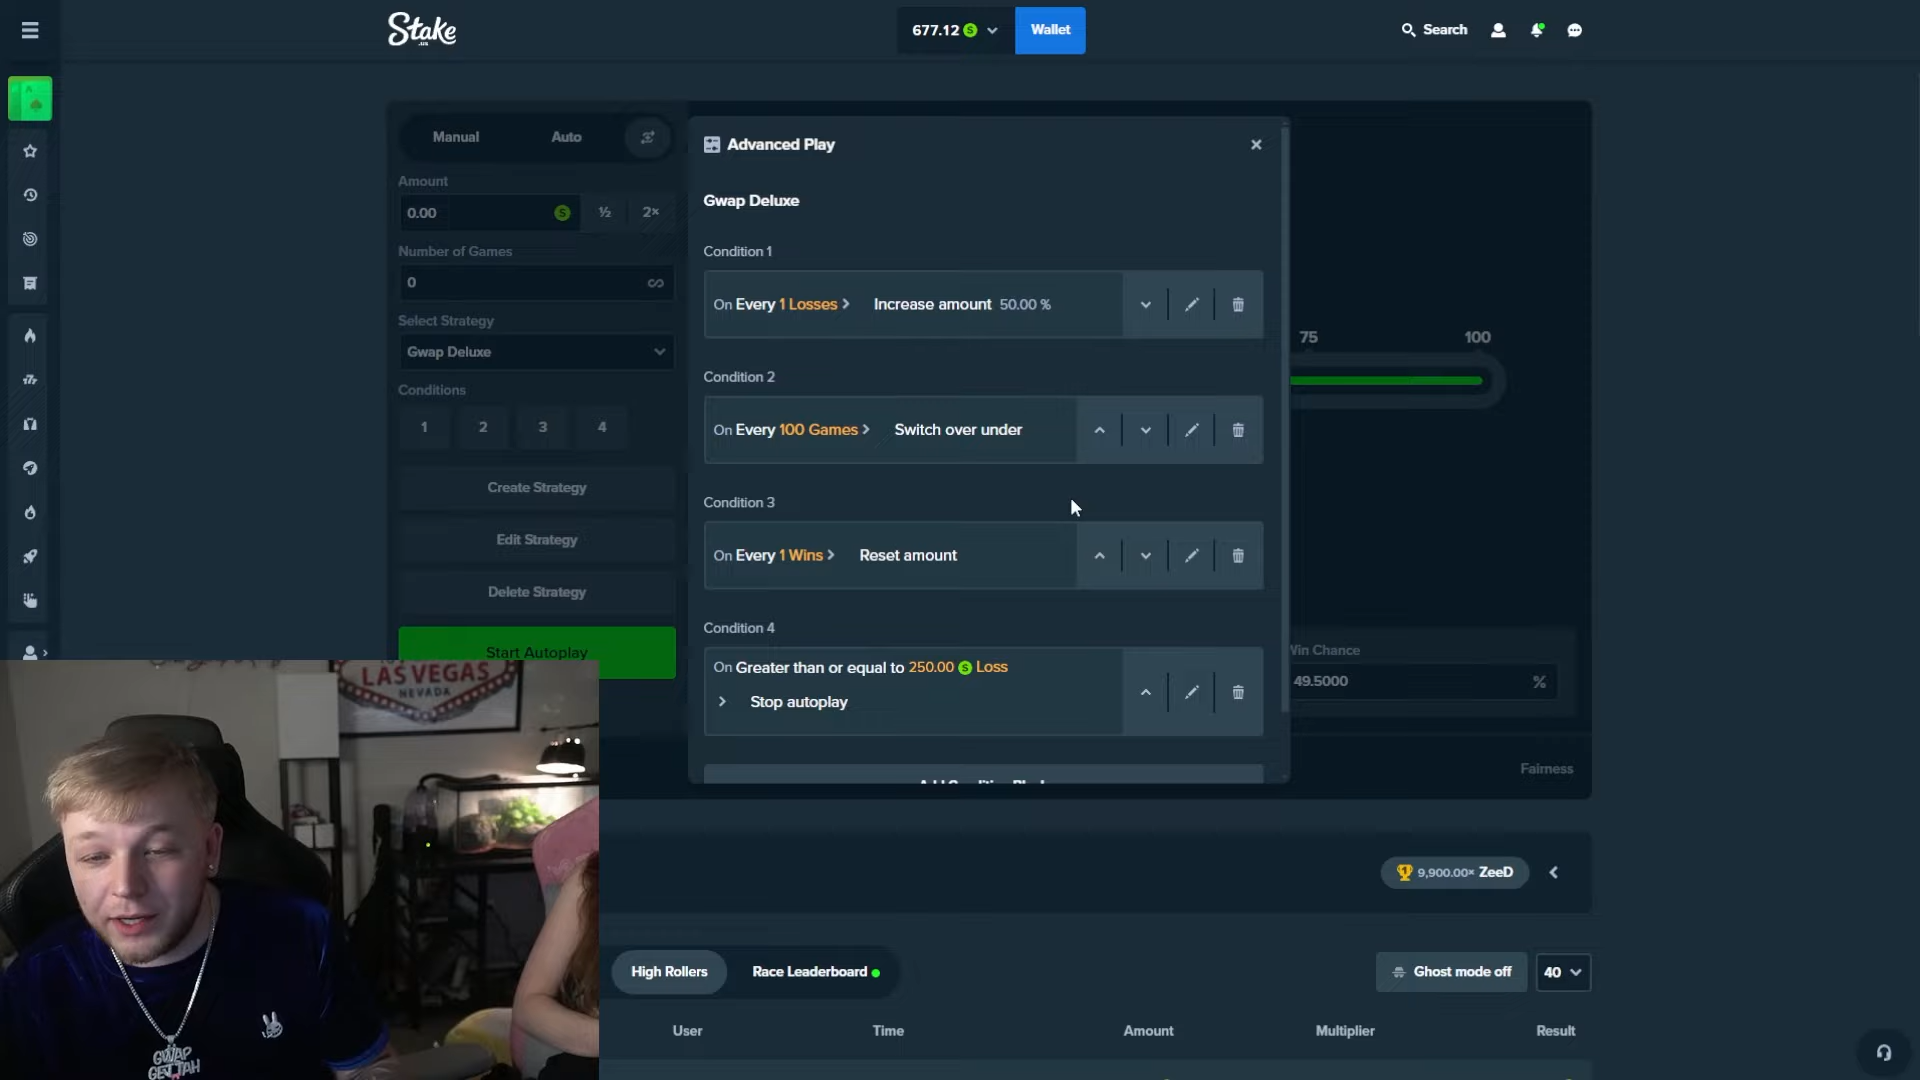 Stake
.us
677.12
Wallet
Search
Manual
Auto
Amount
0.00
½
2×
Number of Games
0
Select Strategy
Gwap Deluxe
Conditions
1
2
3
4
Create Strategy
Edit Strategy
Delete Strategy
Start Autoplay
Advanced Play
Gwap Deluxe
Condition 1
On Every 1 Losses > Increase amount 50.00 %
Condition 2
On Every 100 Games > Switch over under
Condition 3
On Every 1 Wins > Reset amount
Condition 4
On Greater than or equal to 250.00 S Loss
> Stop autoplay
75
100
Win Chance
49.5000
%
Fairness
9,900.00× ZeeD
High Rollers
Race Leaderboard
Ghost mode off
40
User
Time
Amount
Multiplier
Result
LAS VEGAS
NEVADA
GWAP
GETTAH